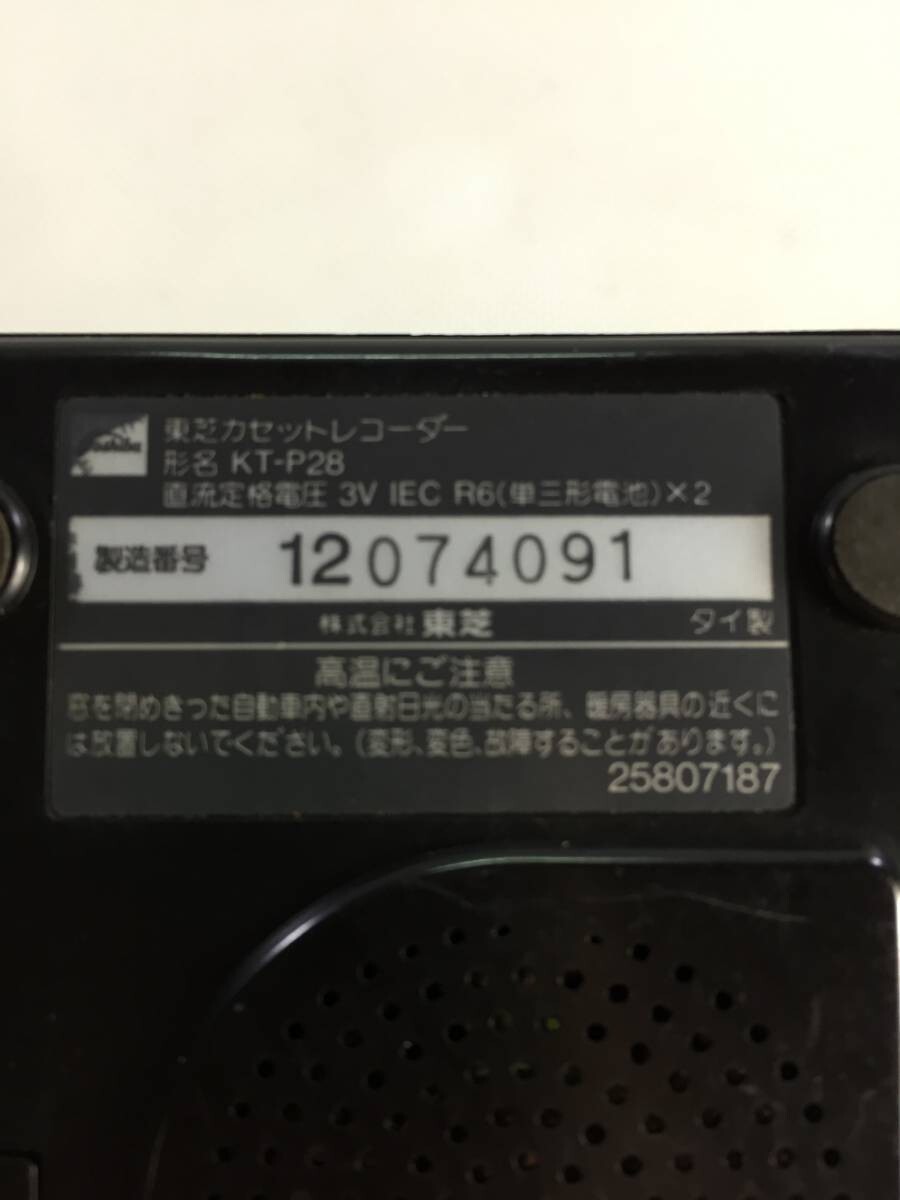 東芝カセットレコーダー
形名 KT-P28
直流定格電圧 3V IEC R6(単三形電池)×2
製造番号 12074091
株式会社 東芝 タイ製
高温にご注意
窓を閉めきった自動車内や直射日光の当たる所、暖房器具の近くに
は放置しないでください。(変形、変色、故障することがあります。)
25807187